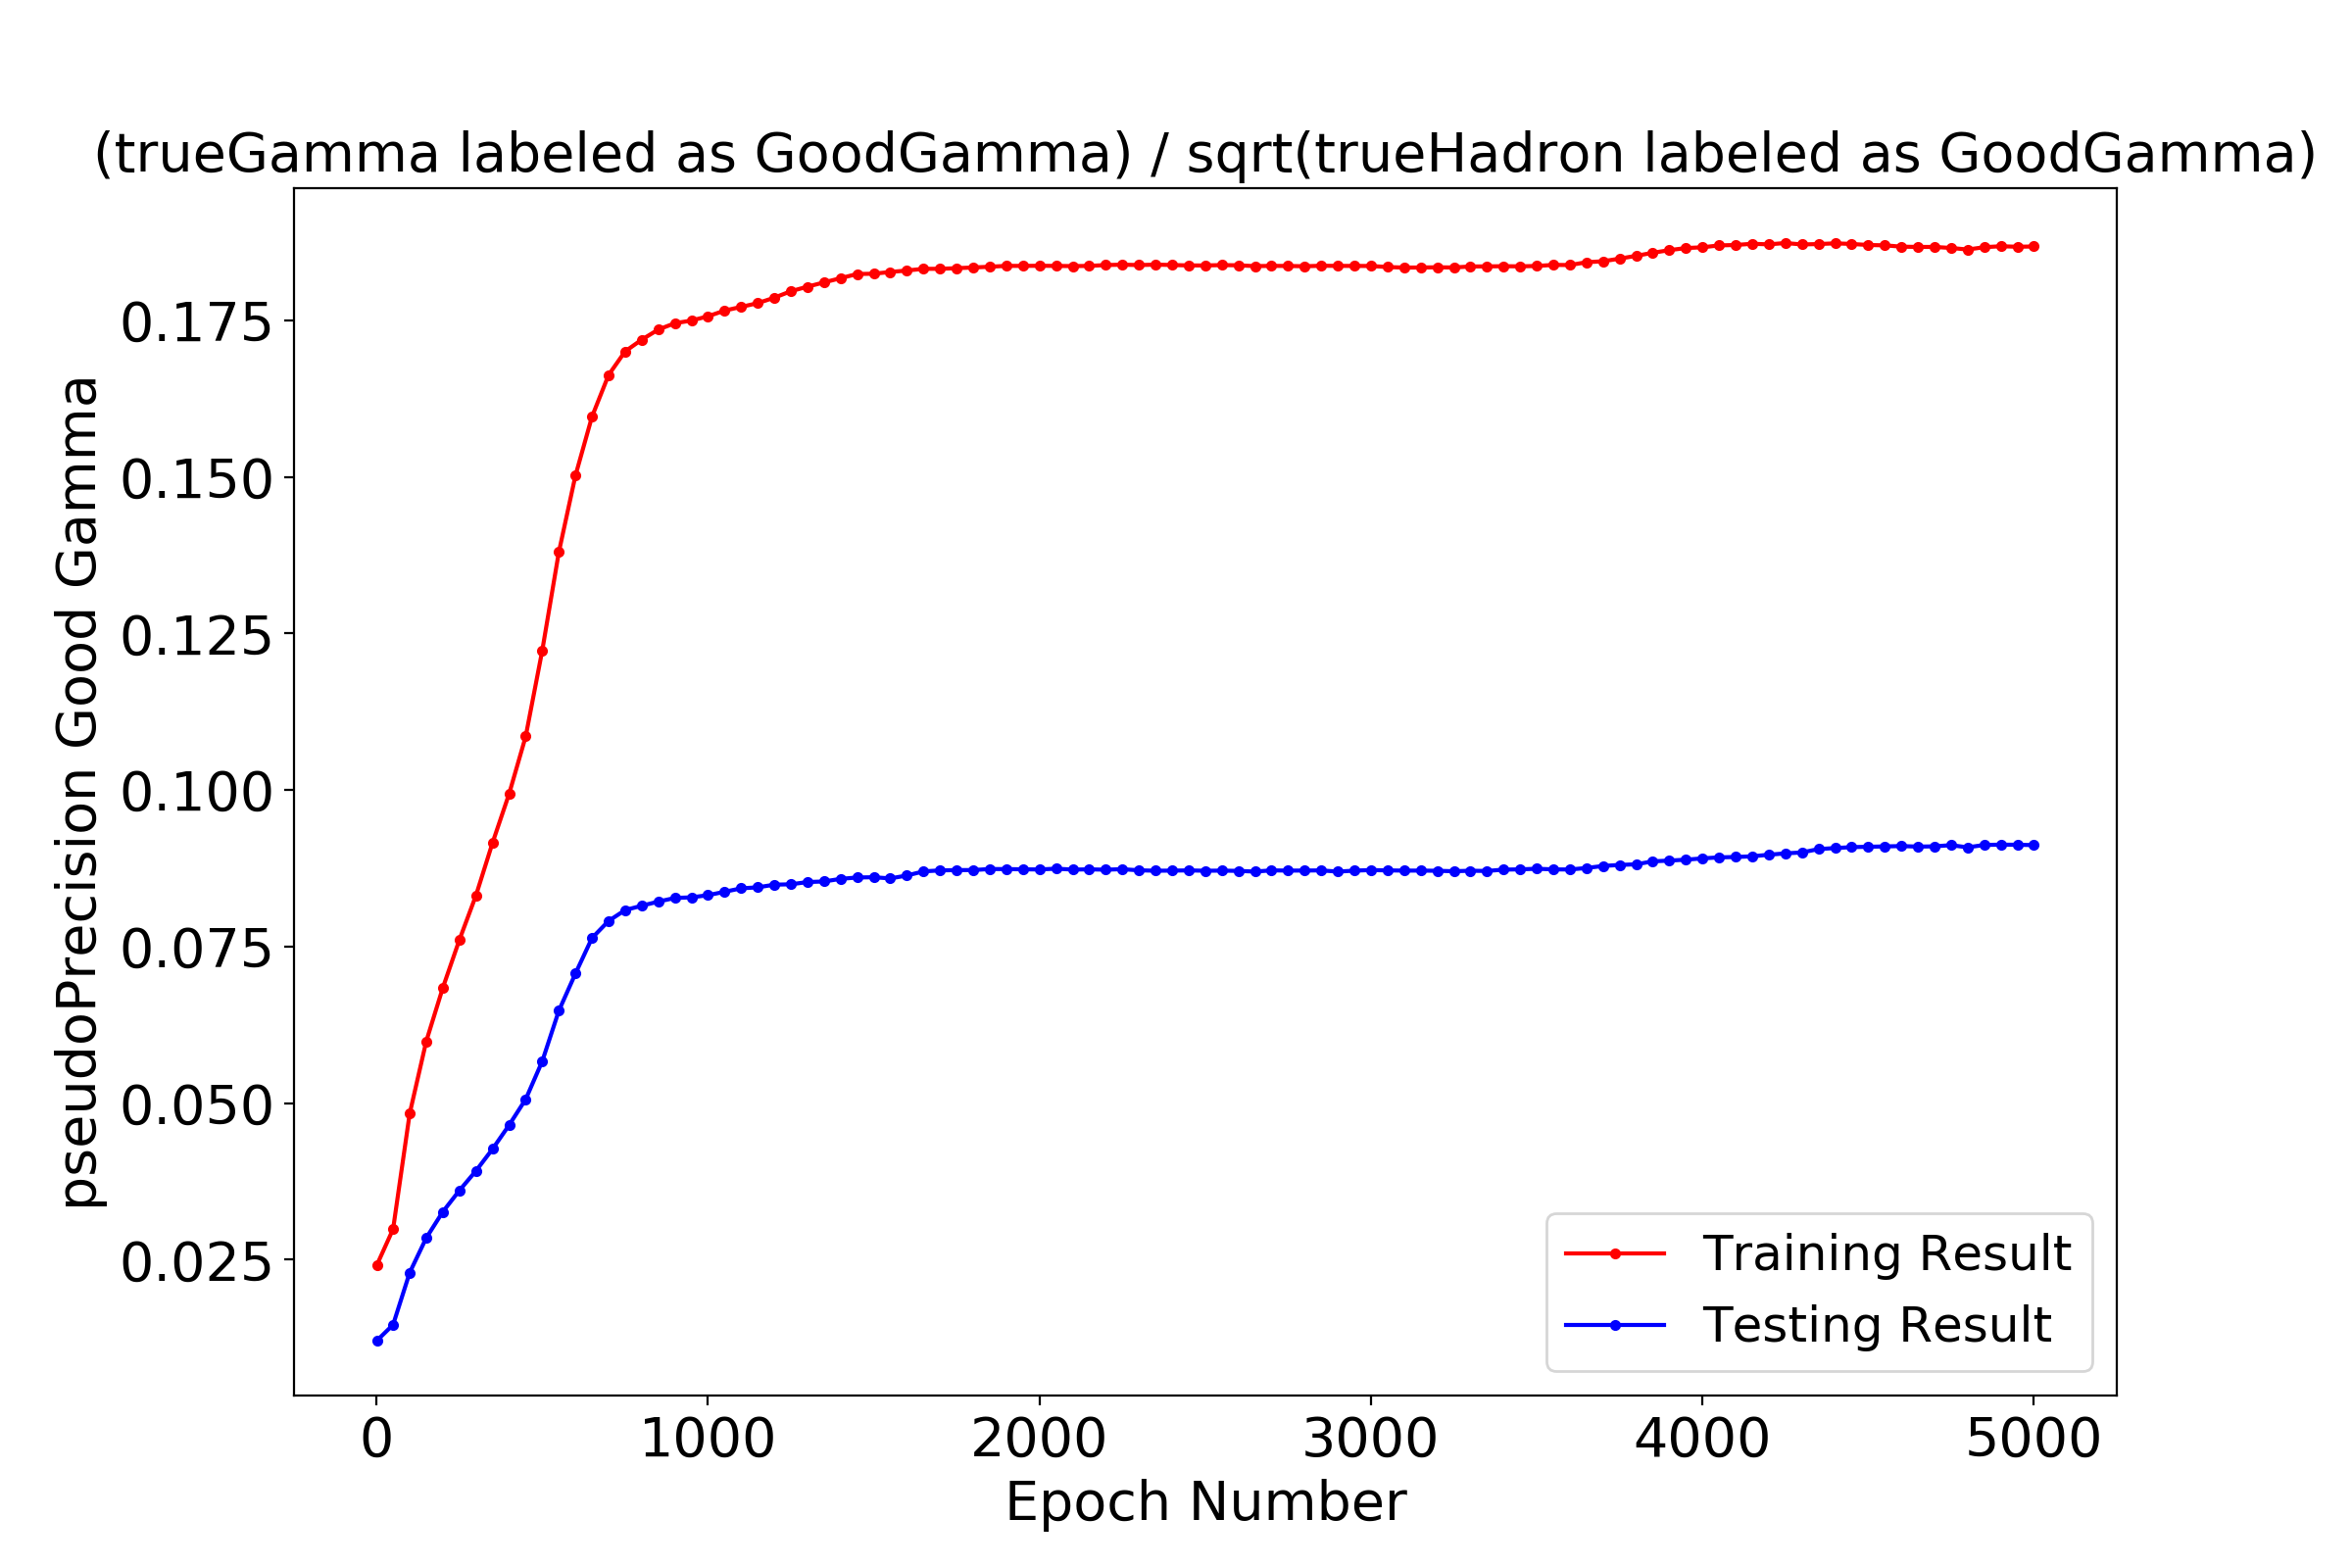 (trueGamma labeled as GoodGamma) / sqrt(trueHadron labeled as GoodGamma)
pseudoPrecision Good Gamma
0.175
0.150
0.125
0.100
0.075
0.050
0.025
Training Result
Testing Result
0 1000 2000 3000 4000 5000
Epoch Number